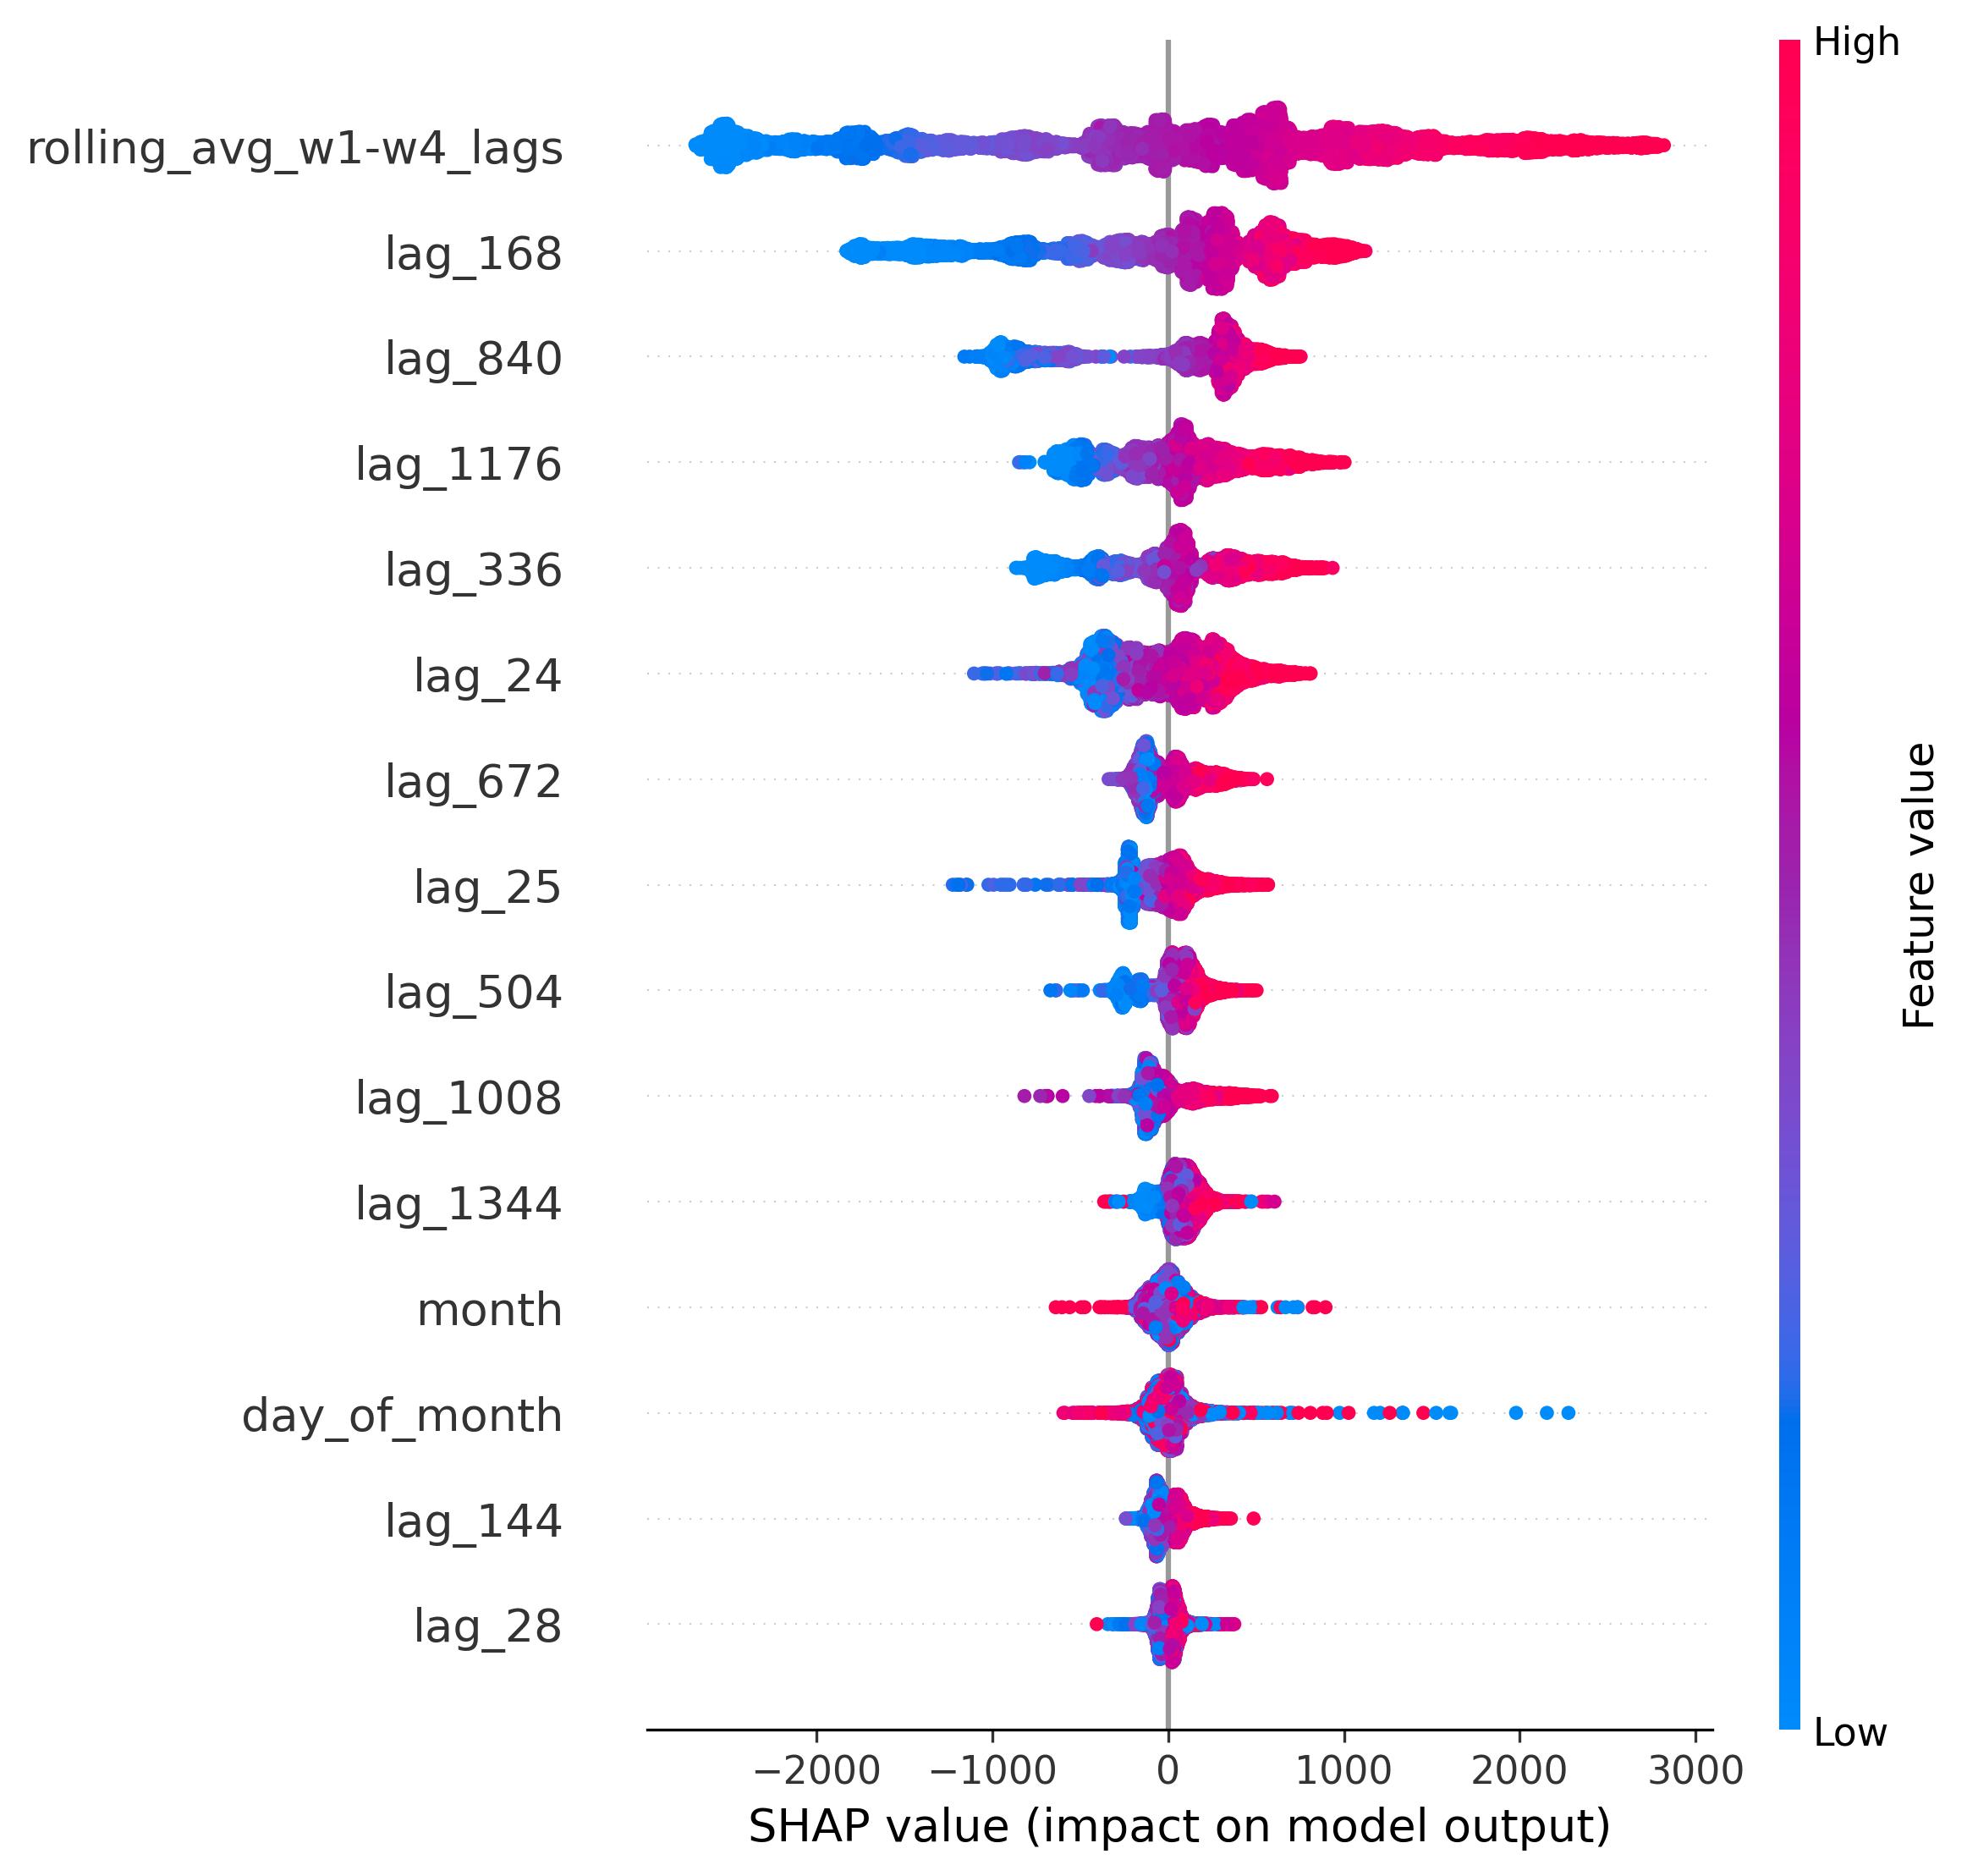 High
rolling_avg_w1-w4_lags
lag_168
lag_840
lag_1176
lag_336
lag_24
lag_672
lag_25
lag_504
lag_1008
lag_1344
month
day_of_month
lag_144
lag_28
Feature value
Low
−2000 −1000 0 1000 2000 3000
SHAP value (impact on model output)